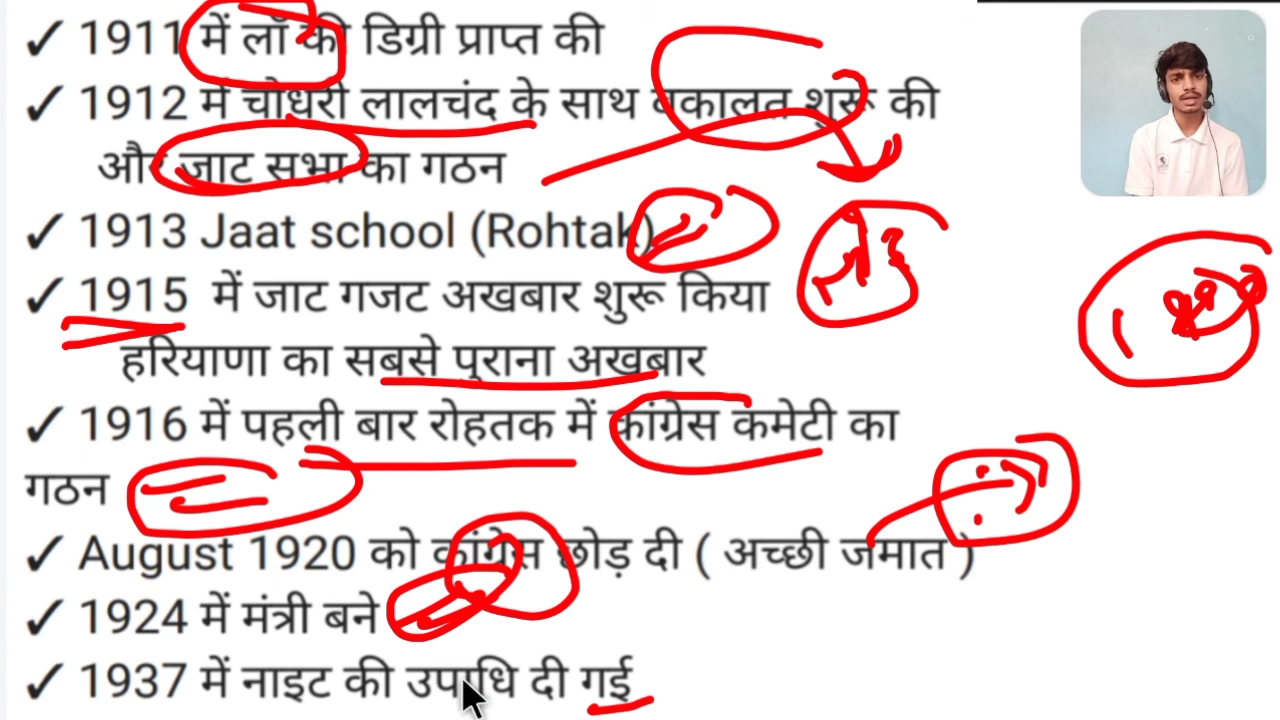 ✓ 1911 में लॉ की डिग्री प्राप्त की
✓ 1912 में चोधरी लालचंद के साथ वकालत शुरू की
और जाट सभा का गठन
✓ 1913 Jaat school (Rohtak)
✓ 1915 में जाट गजट अखबार शुरू किया
हरियाणा का सबसे पुराना अखबार
✓ 1916 में पहली बार रोहतक में कांग्रेस कमेटी का
गठन
✓ August 1920 को कांग्रेस छोड़ दी ( अच्छी जमात )
✓ 1924 में मंत्री बने
✓ 1937 में नाइट की उपाधि दी गई